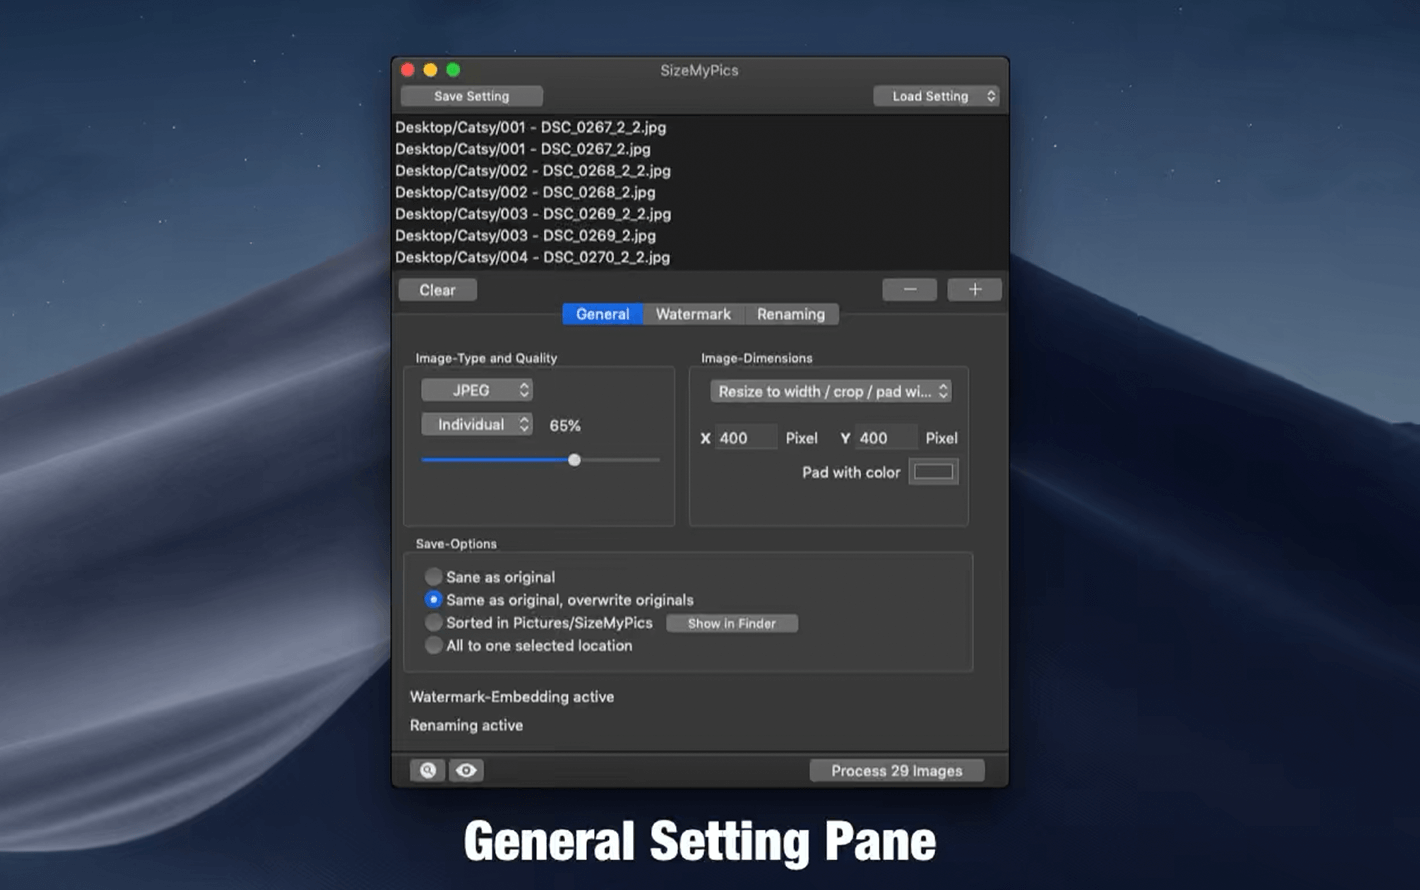 SizeMyPics
Save Setting
Load Setting
Desktop/Catsy/001 - DSC_0267_2_2.jpg
Desktop/Catsy/001 - DSC_0267_2.jpg
Desktop/Catsy/002 - DSC_0268_2_2.jpg
Desktop/Catsy/002 - DSC_0268_2.jpg
Desktop/Catsy/003 - DSC_0269_2_2.jpg
Desktop/Catsy/003 - DSC_0269_2.jpg
Desktop/Catsy/004 - DSC_0270_2_2.jpg
Clear
General Watermark Renaming
Image-Type and Quality
JPEG
Individual 65%
Image-Dimensions
Resize to width / crop / pad wi...
X 400 Pixel Y 400 Pixel
Pad with color
Save-Options
Sane as original
Same as original, overwrite originals
Sorted in Pictures/SizeMyPics Show in Finder
All to one selected location
Watermark-Embedding active
Renaming active
Process 29 Images
General Setting Pane